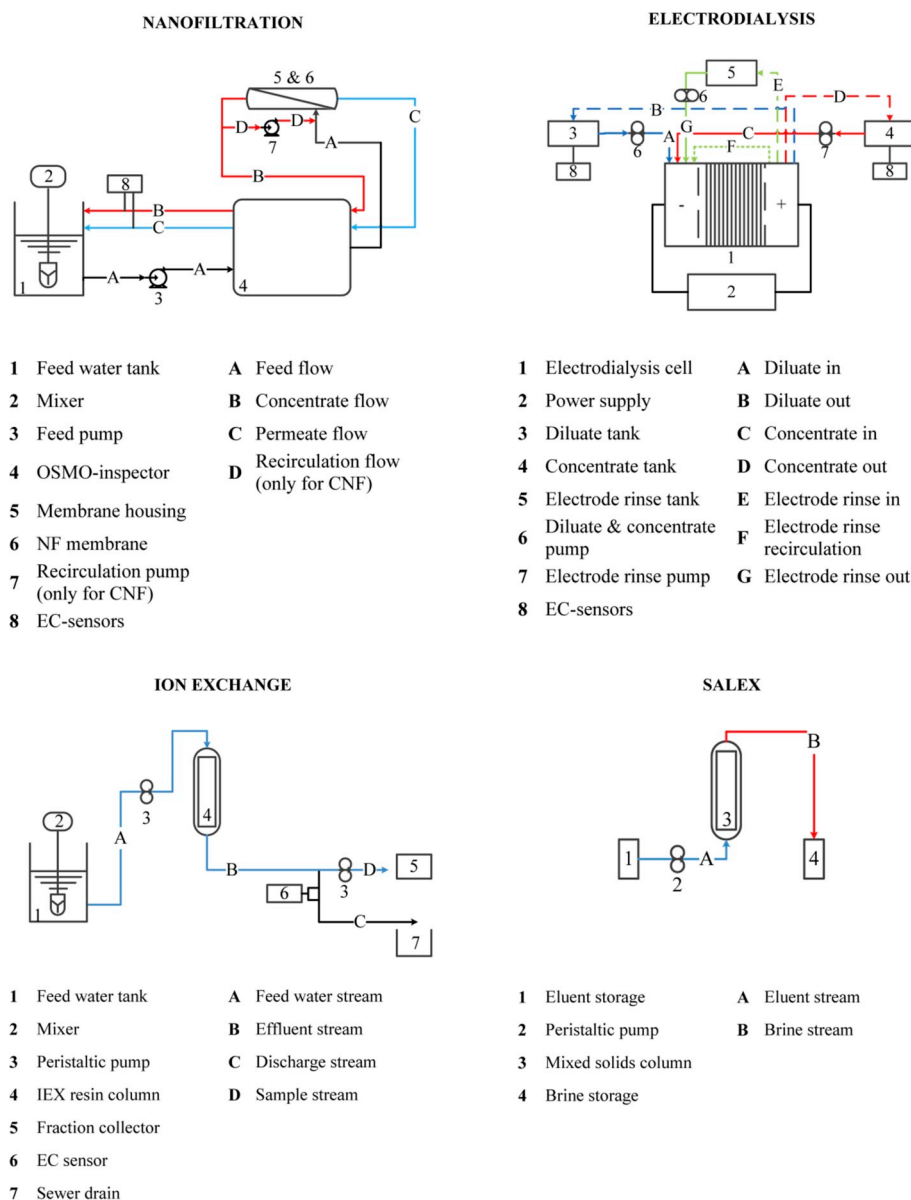 NANOFILTRATION
5 & 6
D
D
7
A
C
2
8
B
B
C
A
A
1
3
4
1 Feed water tank A Feed flow
2 Mixer B Concentrate flow
3 Feed pump C Permeate flow
4 OSMO-inspector D Recirculation flow
(only for CNF)
5 Membrane housing
6 NF membrane
7 Recirculation pump
(only for CNF)
8 EC-sensors
ELECTRODIALYSIS
5
E
6
B
D
3
A
G
C
4
6
F
7
8
8
- +
1
2
1 Electrodialysis cell A Diluate in
2 Power supply B Diluate out
3 Diluate tank C Concentrate in
4 Concentrate tank D Concentrate out
5 Electrode rinse tank E Electrode rinse in
6 Diluate & concentrate
pump F Electrode rinse
recirculation
7 Electrode rinse pump G Electrode rinse out
8 EC-sensors
ION EXCHANGE
2
3
4
A
B
3
D
5
1
6
C
7
1 Feed water tank A Feed water stream
2 Mixer B Effluent stream
3 Peristaltic pump C Discharge stream
4 IEX resin column D Sample stream
5 Fraction collector
6 EC sensor
7 Sewer drain
SALEX
B
3
1
A
4
2
1 Eluent storage A Eluent stream
2 Peristaltic pump B Brine stream
3 Mixed solids column
4 Brine storage